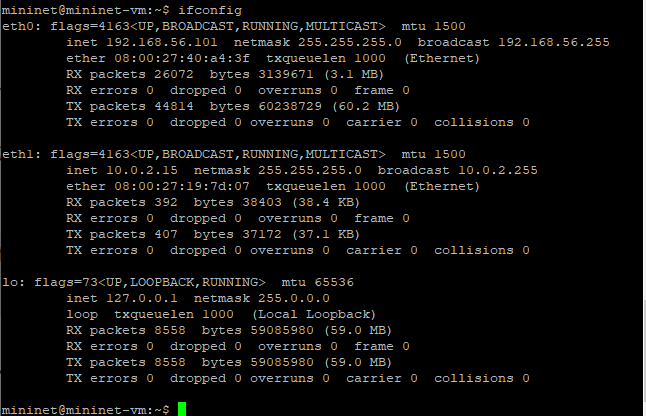 mininet@mininet-vm:~$ ifconfig
eth0: flags=4163<UP,BROADCAST,RUNNING,MULTICAST>  mtu 1500
        inet 192.168.56.101  netmask 255.255.255.0  broadcast 192.168.56.255
        ether 08:00:27:40:a4:3f  txqueuelen 1000  (Ethernet)
        RX packets 26072  bytes 3139671 (3.1 MB)
        RX errors 0  dropped 0  overruns 0  frame 0
        TX packets 44814  bytes 60238729 (60.2 MB)
        TX errors 0  dropped 0 overruns 0  carrier 0  collisions 0

eth1: flags=4163<UP,BROADCAST,RUNNING,MULTICAST>  mtu 1500
        inet 10.0.2.15  netmask 255.255.255.0  broadcast 10.0.2.255
        ether 08:00:27:19:7d:07  txqueuelen 1000  (Ethernet)
        RX packets 392  bytes 38403 (38.4 KB)
        RX errors 0  dropped 0  overruns 0  frame 0
        TX packets 407  bytes 37172 (37.1 KB)
        TX errors 0  dropped 0 overruns 0  carrier 0  collisions 0

lo: flags=73<UP,LOOPBACK,RUNNING>  mtu 65536
        inet 127.0.0.1  netmask 255.0.0.0
        loop  txqueuelen 1000  (Local Loopback)
        RX packets 8558  bytes 59085980 (59.0 MB)
        RX errors 0  dropped 0  overruns 0  frame 0
        TX packets 8558  bytes 59085980 (59.0 MB)
        TX errors 0  dropped 0 overruns 0  carrier 0  collisions 0

mininet@mininet-vm:~$